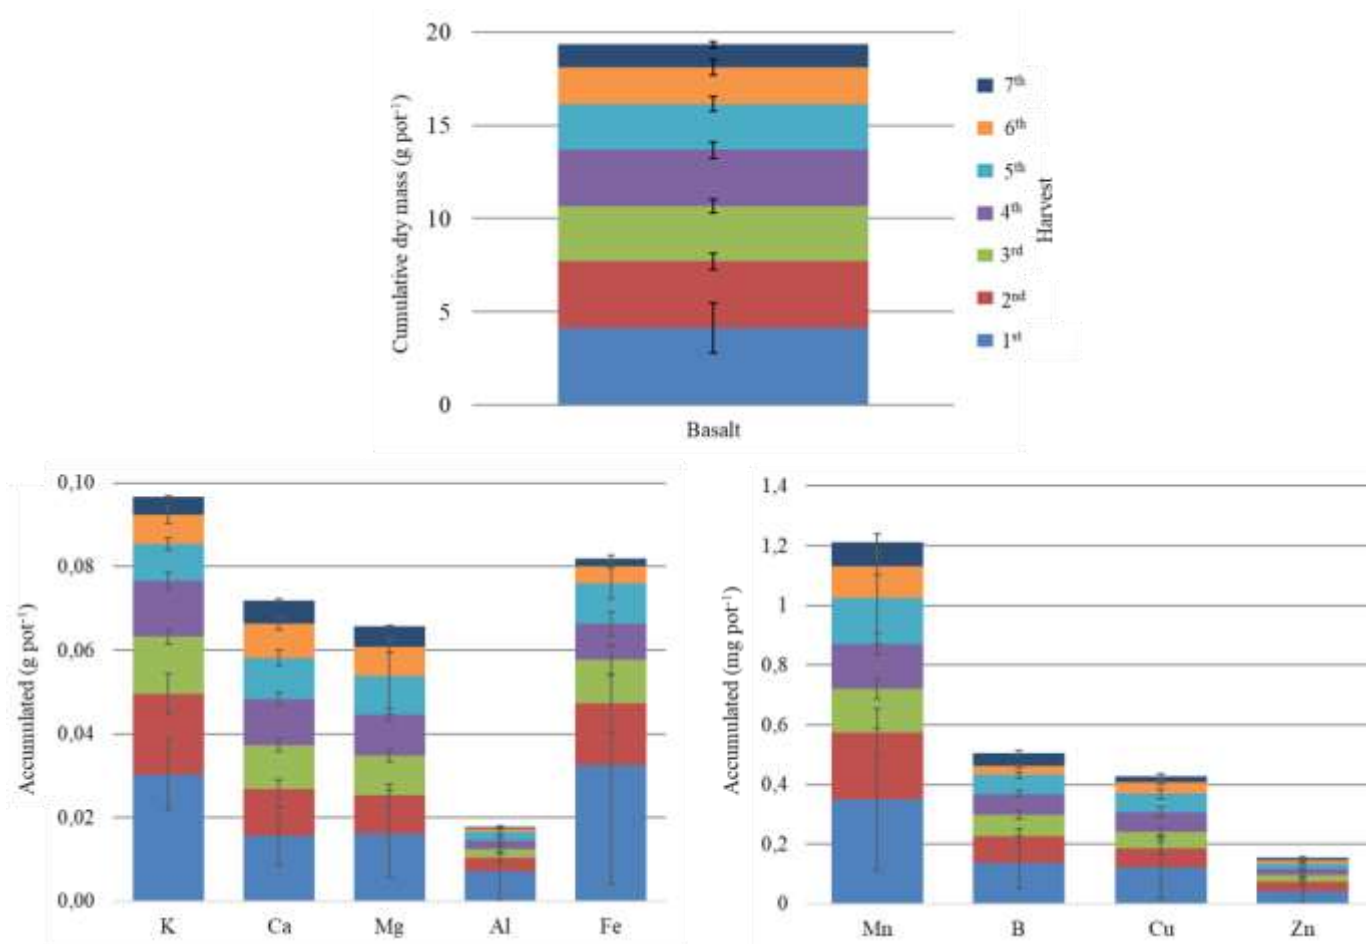 20
15
10
5
0
Cumulative dry mass (g pot⁻¹)
Basalt
7ᵗʰ
6ᵗʰ
5ᵗʰ
4ᵗʰ
3ʳᵈ
2ⁿᵈ
1ˢᵗ
Harvest
0,10
0,08
0,06
0,04
0,02
0,00
Accumulated (g pot⁻¹)
K Ca Mg Al Fe
1,4
1,2
1
0,8
0,6
0,4
0,2
0
Accumulated (mg pot⁻¹)
Mn B Cu Zn